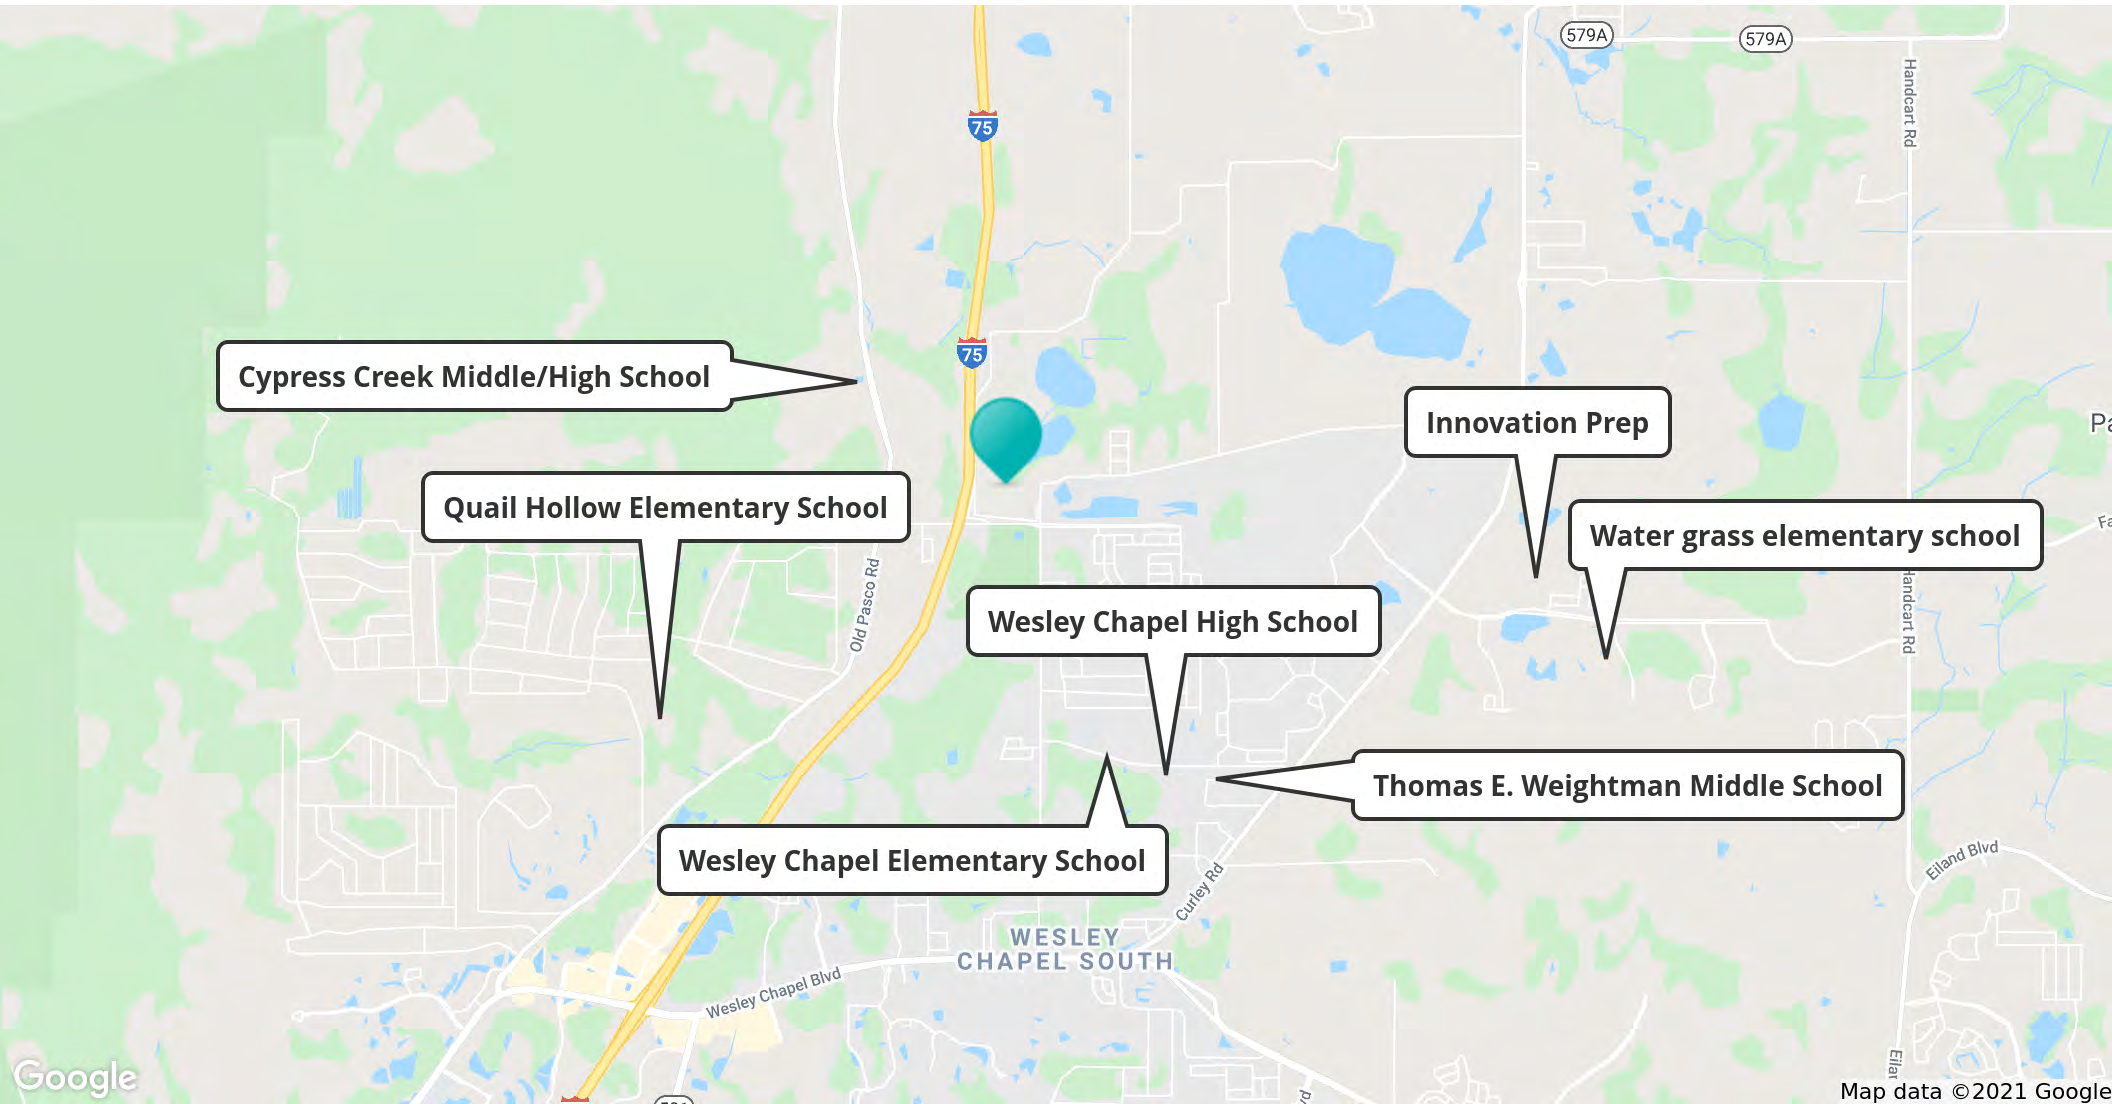 579A
579A
Handcart Rd
75
75
Cypress Creek Middle/High School
Innovation Prep
Quail Hollow Elementary School
Water grass elementary school
Old Pasco Rd
Handcart Rd
Wesley Chapel High School
Thomas E. Weightman Middle School
Wesley Chapel Elementary School
Eiland Blvd
Curley Rd
WESLEY
CHAPEL SOUTH
Wesley Chapel Blvd
Google
Map data ©2021 Google